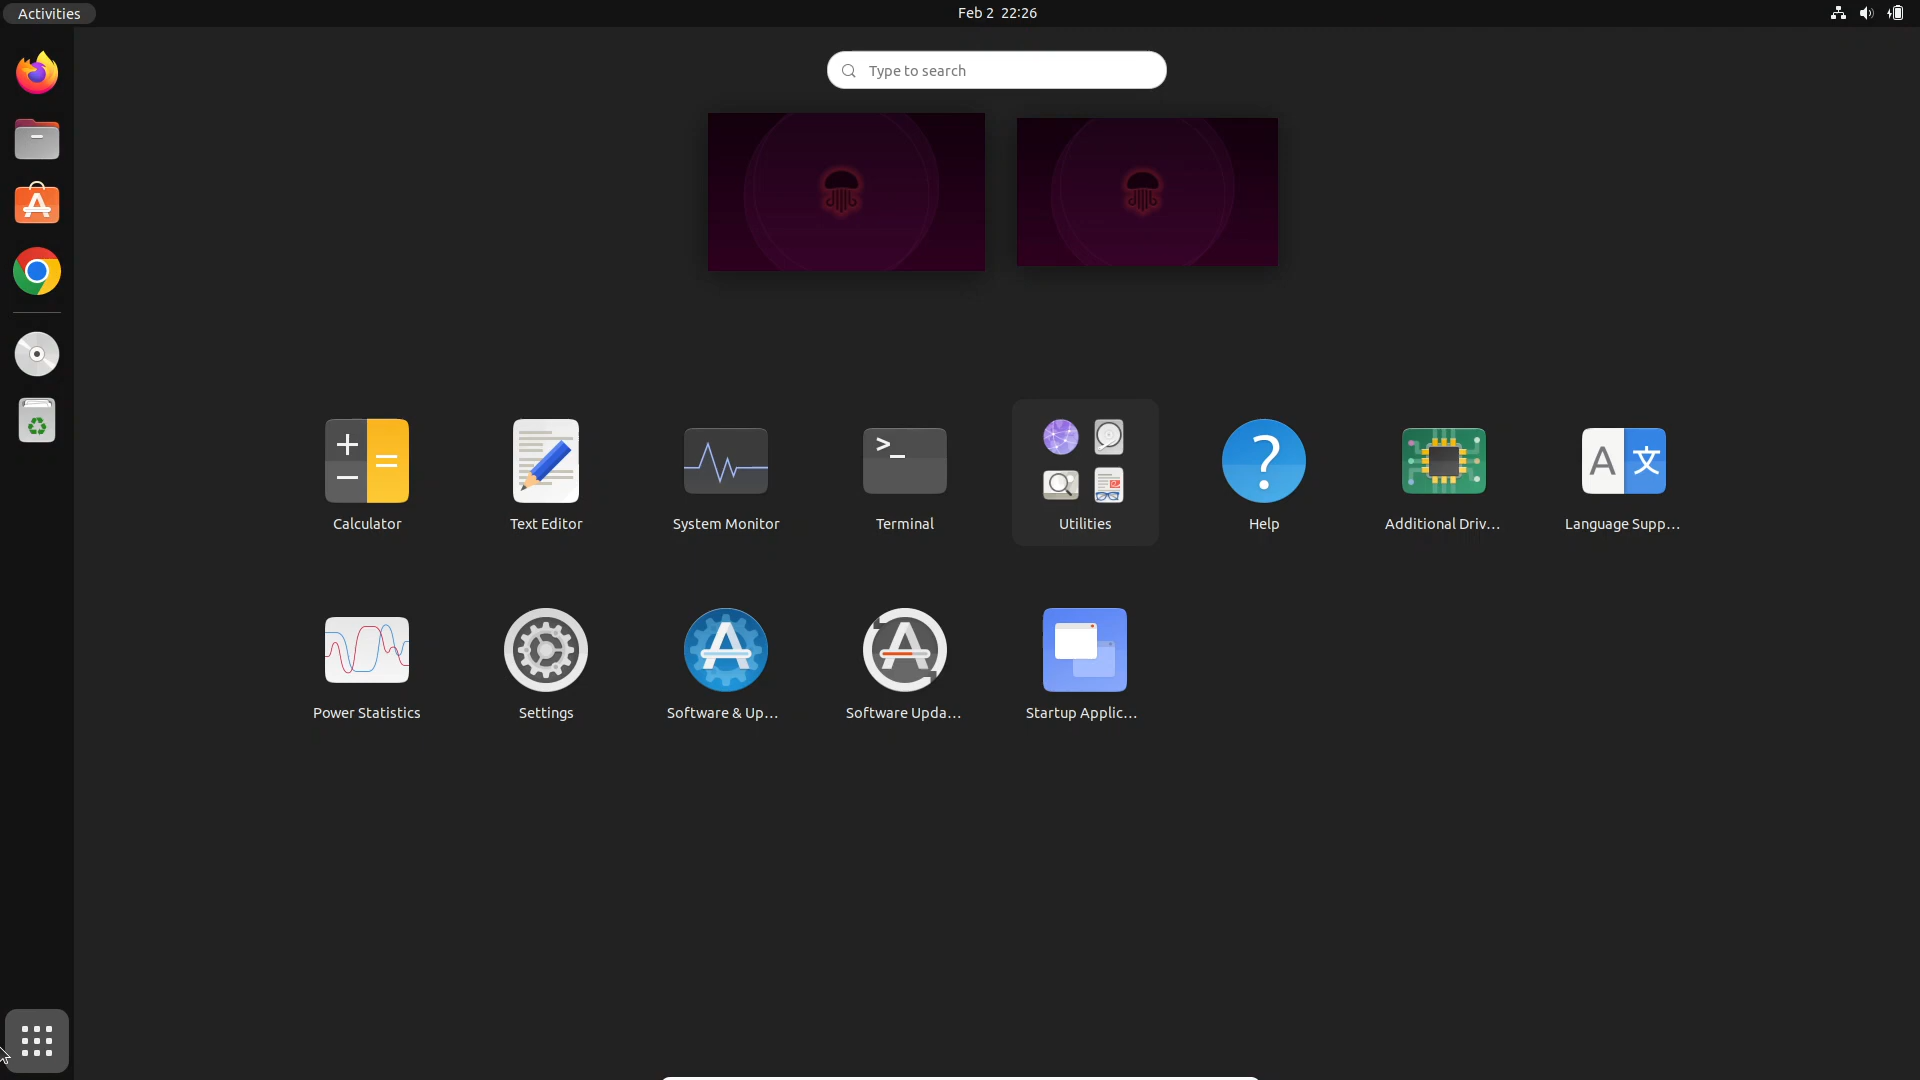 Activities
Feb 2 22:26
Type to search
Calculator
Text Editor
System Monitor
Terminal
Utilities
Help
Additional Driv...
Language Supp...
Power Statistics
Settings
Software & Up...
Software Upda...
Startup Applic...